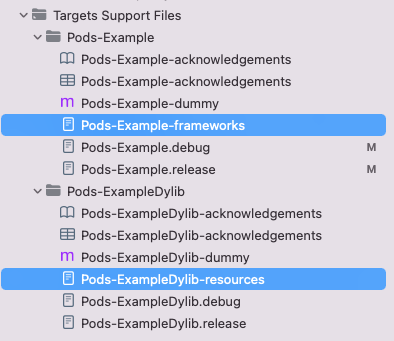 Targets Support Files
Pods-Example
Pods-Example-acknowledgements
Pods-Example-acknowledgements
Pods-Example-dummy
Pods-Example-frameworks
Pods-Example.debug M
Pods-Example.release M
Pods-ExampleDylib
Pods-ExampleDylib-acknowledgements
Pods-ExampleDylib-acknowledgements
Pods-ExampleDylib-dummy
Pods-ExampleDylib-resources
Pods-ExampleDylib.debug
Pods-ExampleDylib.release